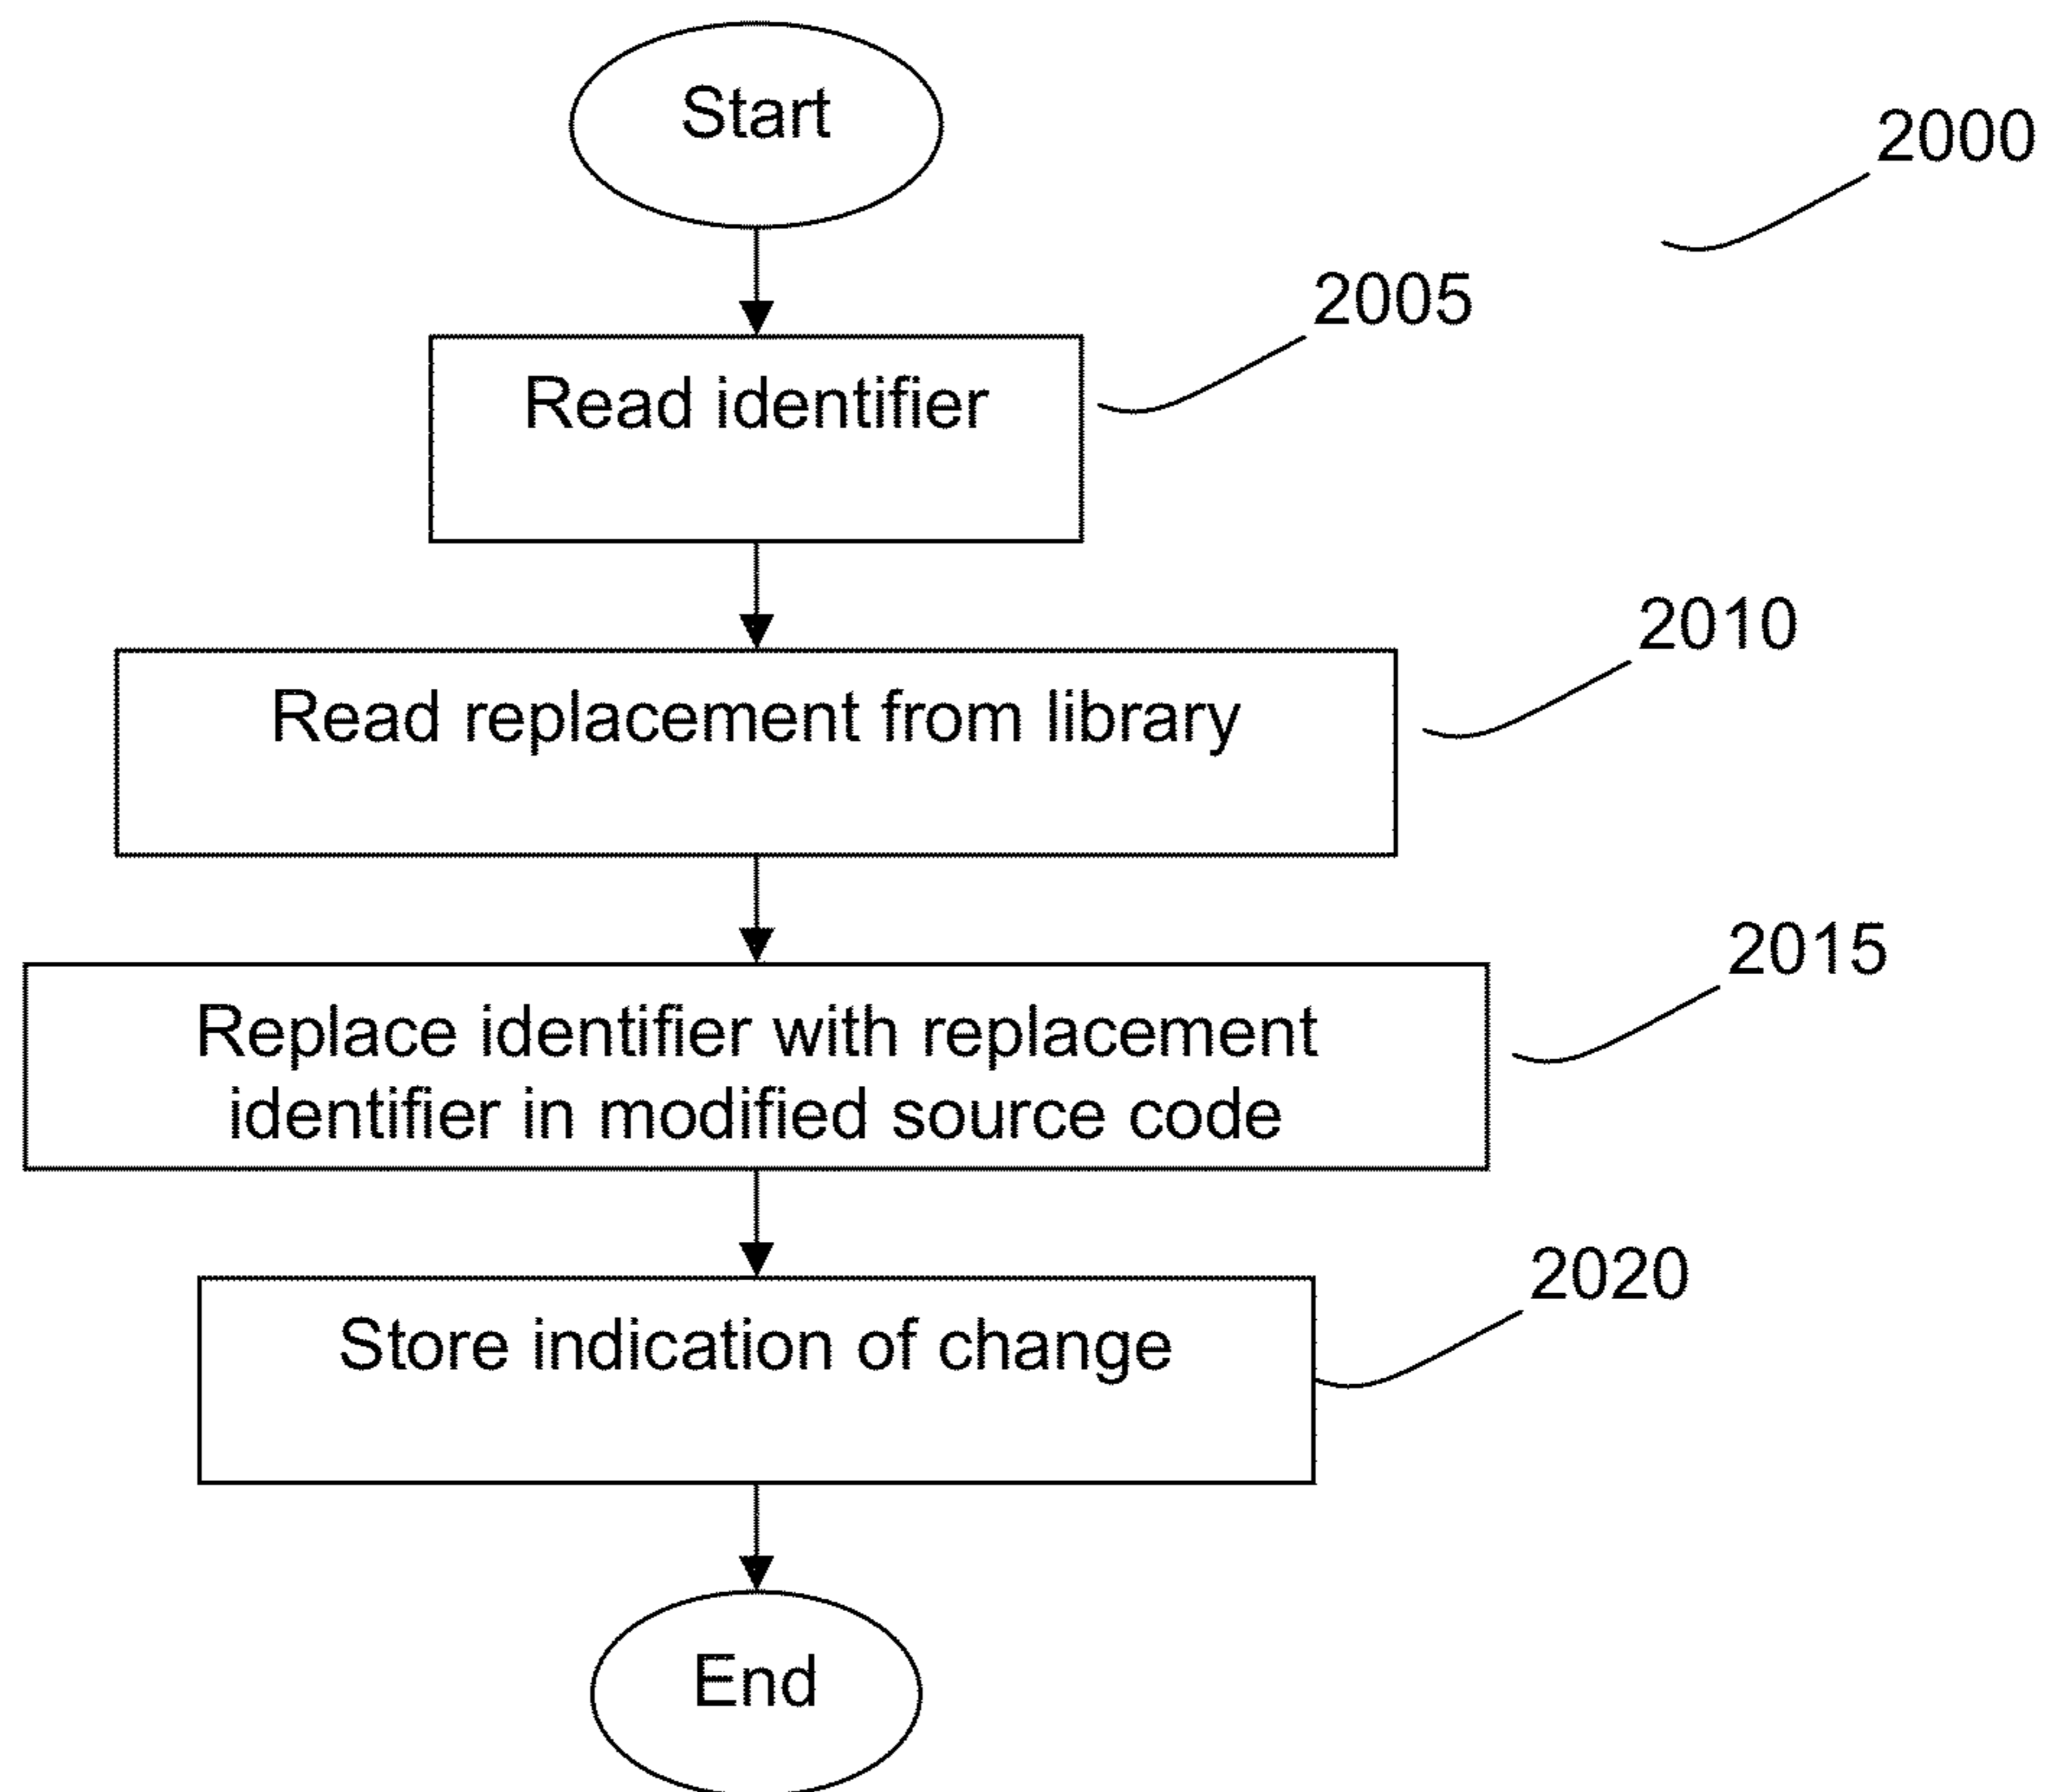 Start
2000
2005
Read identifier
2010
Read replacement from library
2015
Replace identifier with replacement
identifier in modified source code
2020
Store indication of change
End